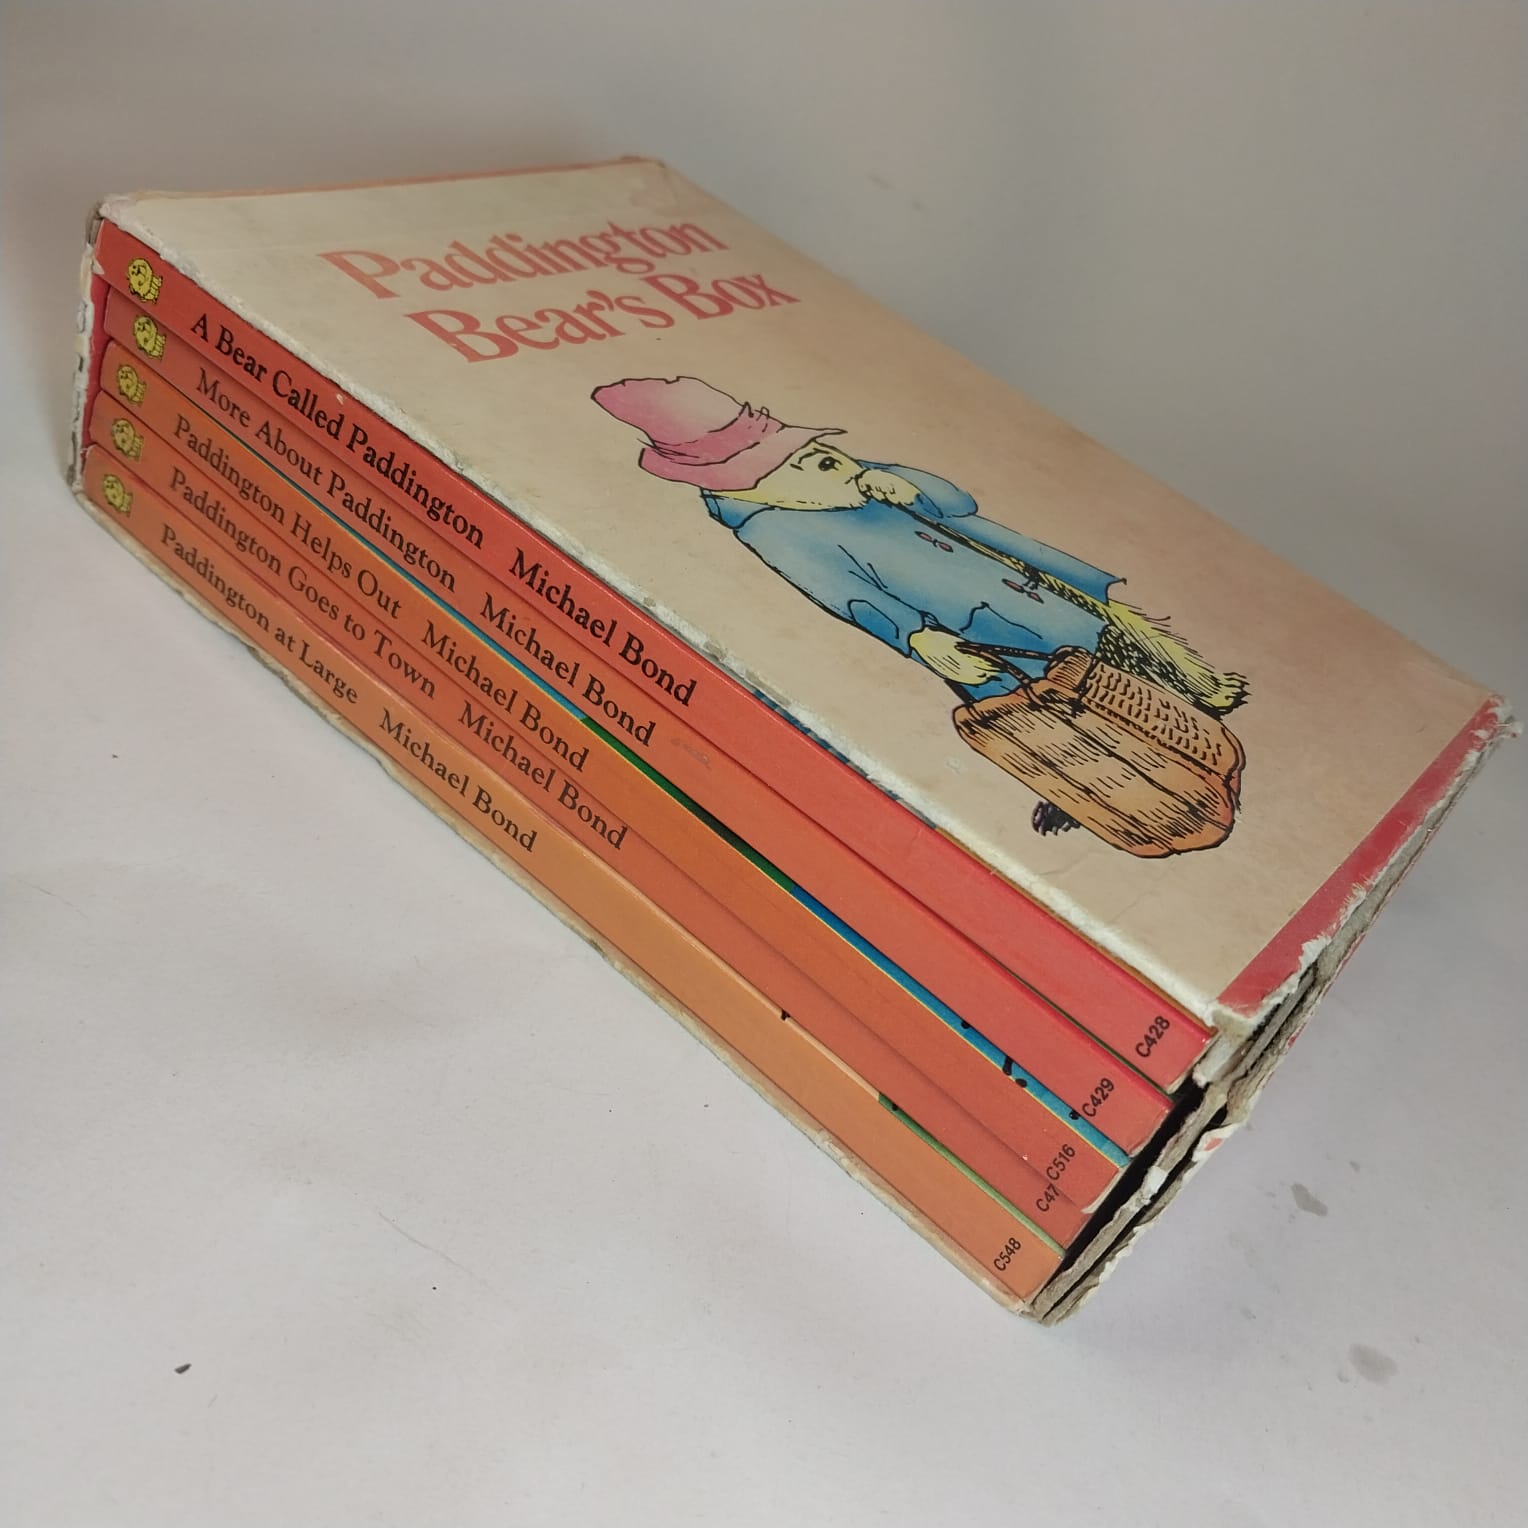 Paddington
Bear's Box
A Bear Called Paddington Michael Bond C428
More About Paddington Michael Bond C429
Paddington Helps Out Michael Bond C516
Paddington Goes to Town Michael Bond C47
Paddington at Large Michael Bond C548